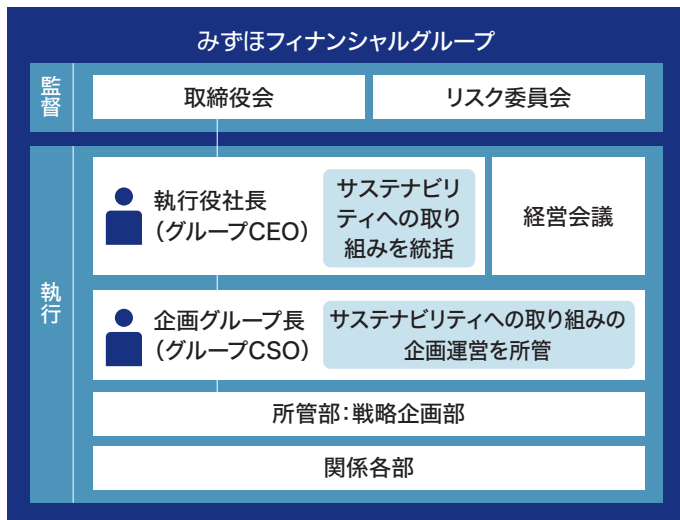 みずほフィナンシャルグループ
監督
取締役会
リスク委員会
執行
執行役社長
（グループCEO）
サステナビリ
ティへの取り
組みを統括
経営会議
企画グループ長
（グループCSO）
サステナビリティへの取り組みの
企画運営を所管
所管部：戦略企画部
関係各部